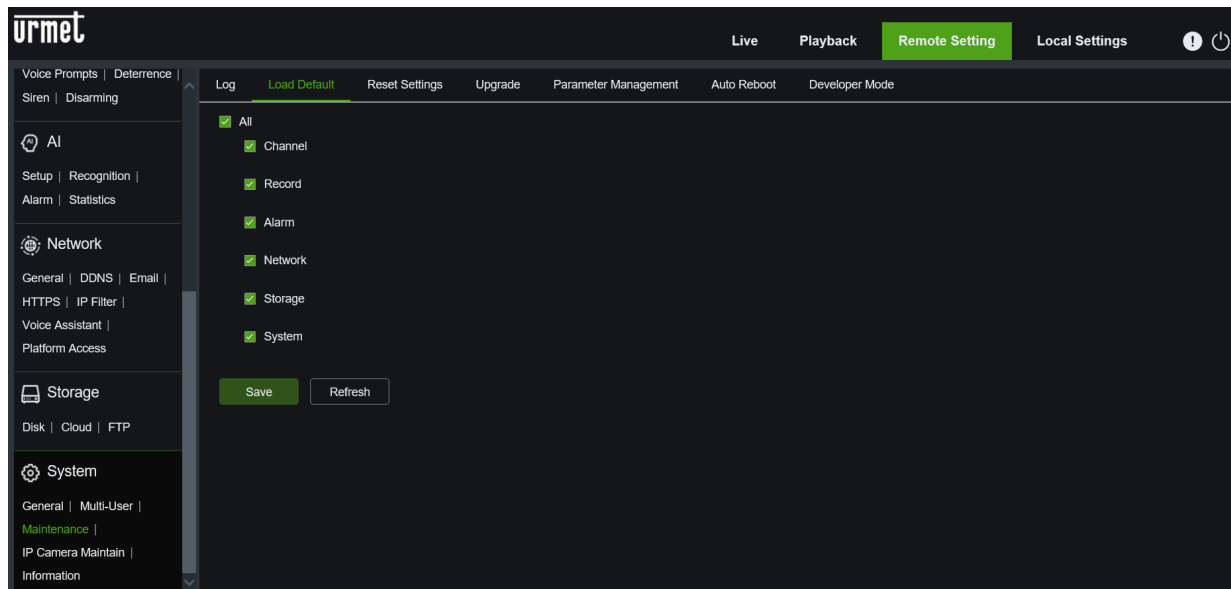 urmet
Live Playback Remote Setting Local Settings
Voice Prompts | Deterrence |
Siren | Disarming
AI
Setup | Recognition |
Alarm | Statistics
Network
General | DDNS | Email |
HTTPS | IP Filter |
Voice Assistant |
Platform Access
Storage
Disk | Cloud | FTP
System
General | Multi-User |
Maintenance |
IP Camera Maintain |
Information
Log Load Default Reset Settings Upgrade Parameter Management Auto Reboot Developer Mode
All
Channel
Record
Alarm
Network
Storage
System
Save Refresh